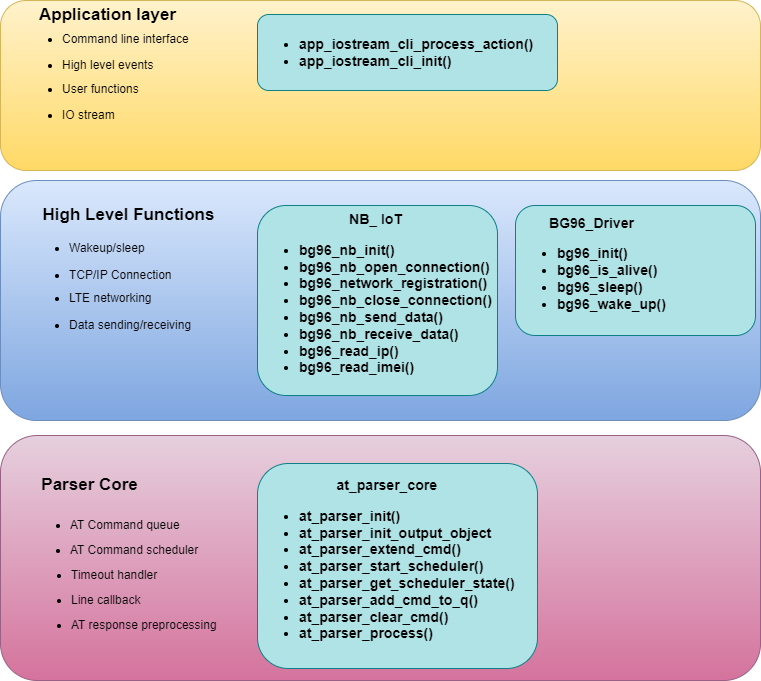 Application layer
Command line interface
High level events
User functions
IO stream
app_iostream_cli_process_action()
app_iostream_cli_init()
High Level Functions
Wakeup/sleep
TCP/IP Connection
LTE networking
Data sending/receiving
NB_ IoT
bg96_nb_init()
bg96_nb_open_connection()
bg96_network_registration()
bg96_nb_close_connection()
bg96_nb_send_data()
bg96_nb_receive_data()
bg96_read_ip()
bg96_read_imei()
BG96_Driver
bg96_init()
bg96_is_alive()
bg96_sleep()
bg96_wake_up()
Parser Core
AT Command queue
AT Command scheduler
Timeout handler
Line callback
AT response preprocessing
at_parser_core
at_parser_init()
at_parser_init_output_object
at_parser_extend_cmd()
at_parser_start_scheduler()
at_parser_get_scheduler_state()
at_parser_add_cmd_to_q()
at_parser_clear_cmd()
at_parser_process()